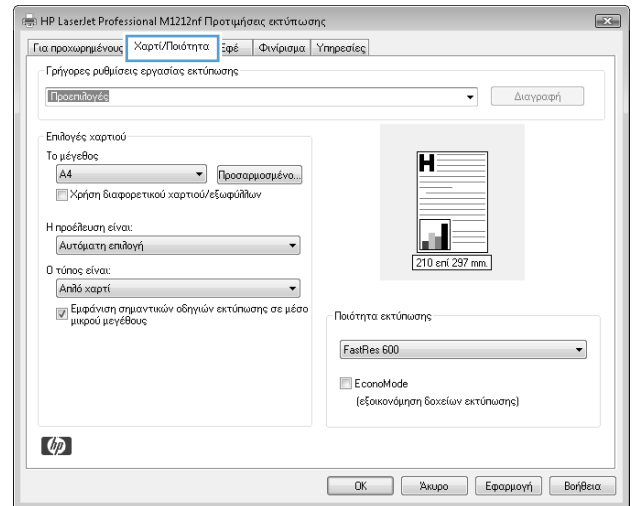 HP LaserJet Professional M1212nf Προτιμήσεις εκτύπωσης
Για προχωρημένους Χαρτί/Ποιότητα Εφέ Φινίρισμα Υπηρεσίες
Γρήγορες ρυθμίσεις εργασίας εκτύπωσης
Προεπιλογές Διαγραφή
Επιλογές χαρτιού
Το μέγεθος
A4 Προσαρμοσμένο...
Χρήση διαφορετικού χαρτιού/εξωφύλλων
Η προέλευση είναι:
Αυτόματη επιλογή
Ο τύπος είναι:
Απλό χαρτί
Εμφάνιση σημαντικών οδηγιών εκτύπωσης σε μέσο
μικρού μεγέθους
H
210 επί 297 mm.
Ποιότητα εκτύπωσης
FastRes 600
EconoMode
(εξοικονόμηση δοχείων εκτύπωσης)
hp
OK Άκυρο Εφαρμογή Βοήθεια